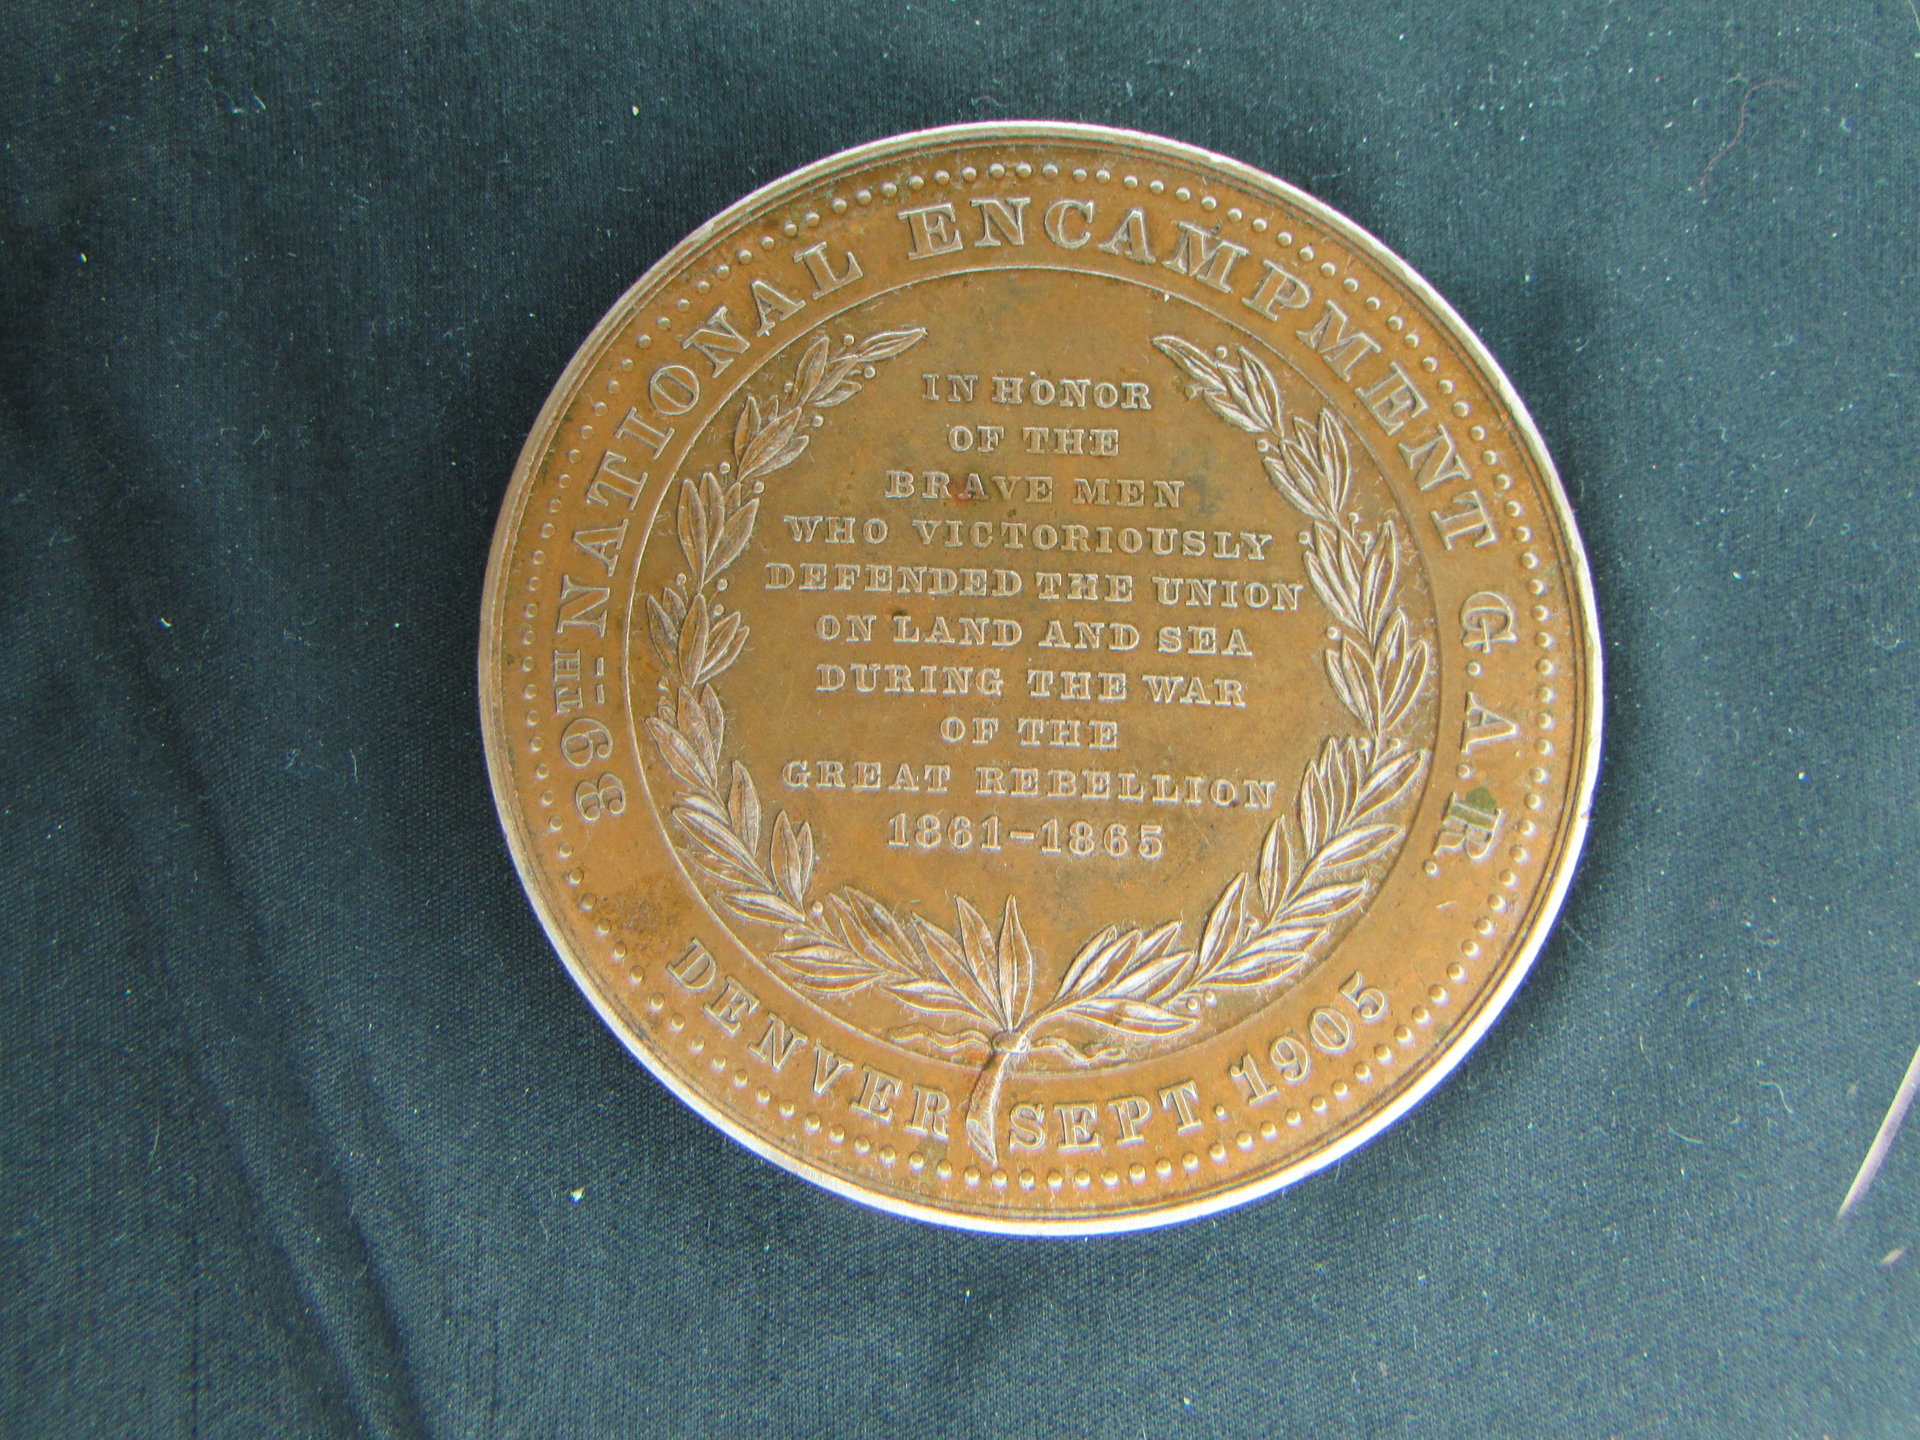 39TH NATIONAL ENCAMPMENT G.A.R.
IN HONOR
OF THE
BRAVE MEN
WHO VICTORIOUSLY
DEFENDED THE UNION
ON LAND AND SEA
DURING THE WAR
OF THE
GREAT REBELLION
1861-1865
DENVER SEPT. 1905